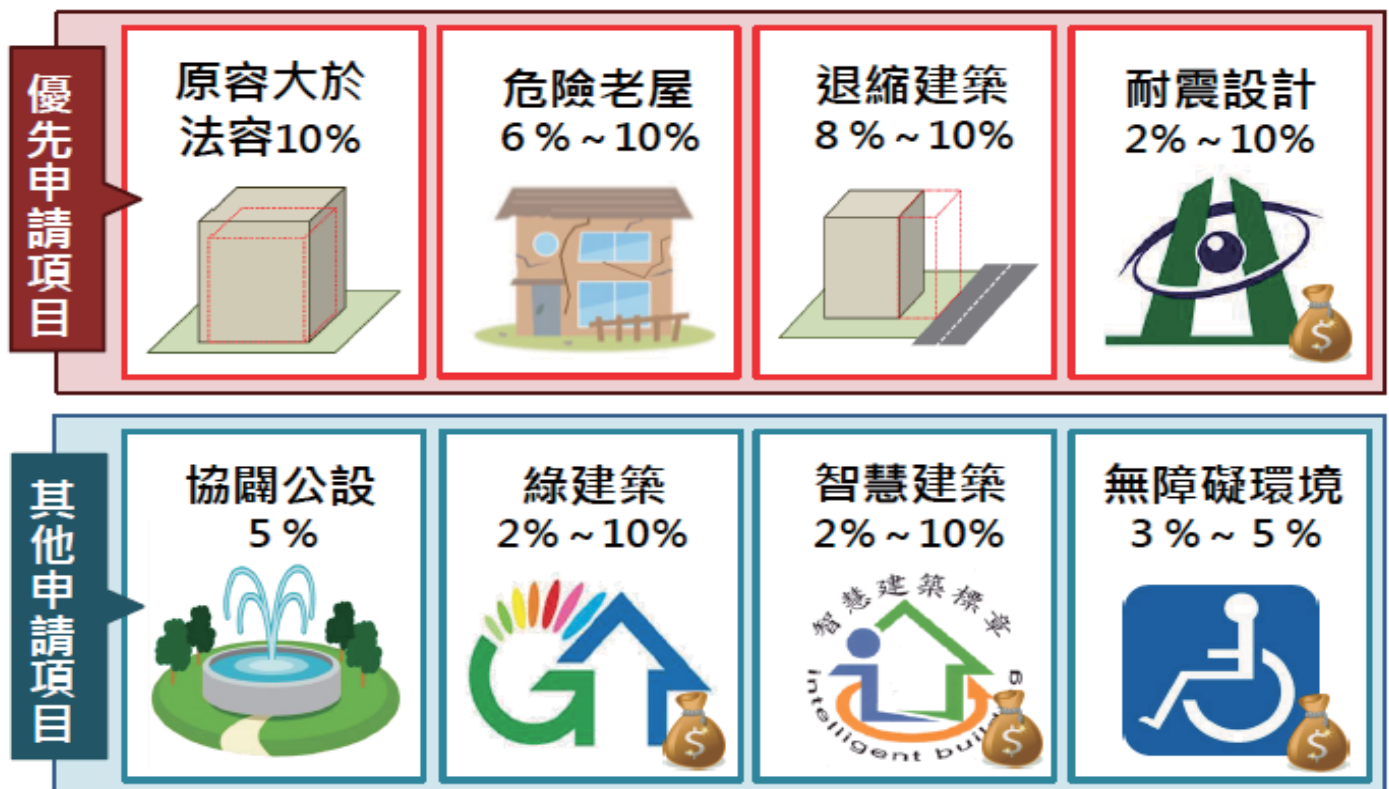 優先申請項目
原容大於
法容10%
危險老屋
6%~10%
退縮建築
8%~10%
耐震設計
2%~10%
$
其他申請項目
協闢公設
5%
綠建築
2%~10%
$
智慧建築
2%~10%
智慧建築標章
$
無障礙環境
3%~5%
$